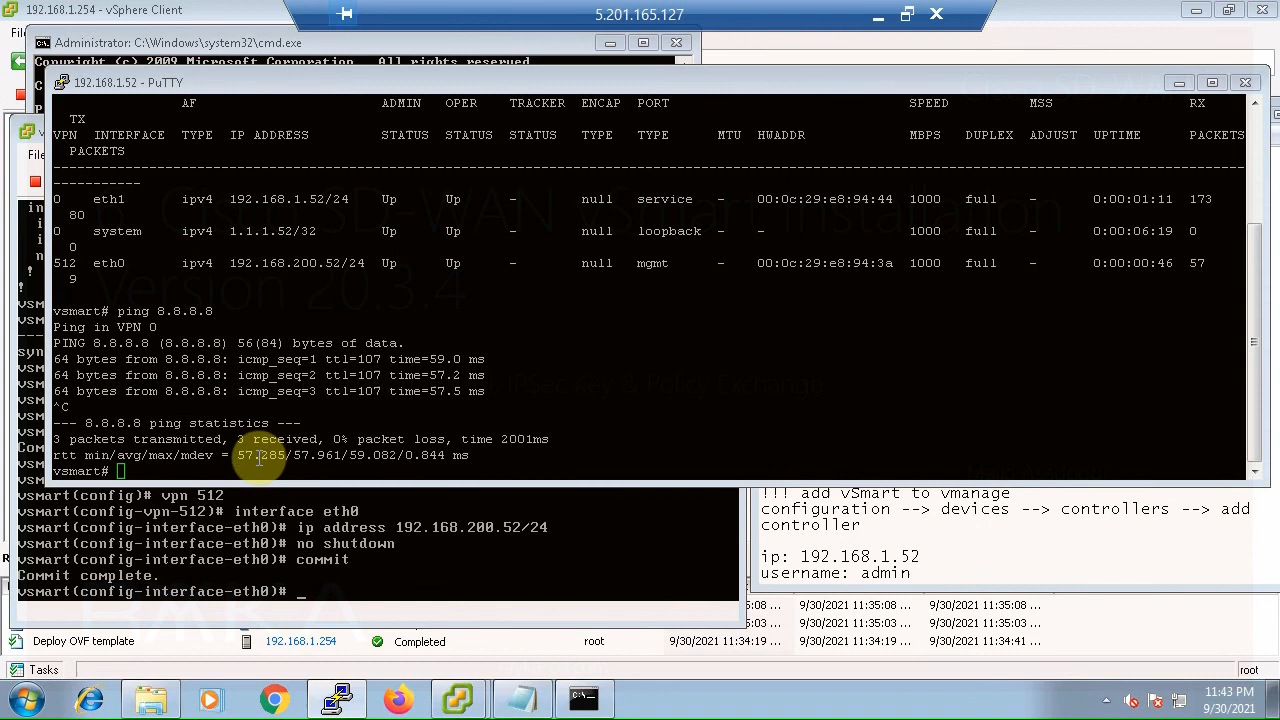 192.168.1.254 - vSphere Client
5.201.165.127
Administrator: C:\Windows\system32\cmd.exe
Copyright (c) 2009 Microsoft Corporation.  All rights reserved.
192.168.1.52 - PuTTY
AF ADMIN OPER TRACKER ENCAP PORT SPEED MSS RX
TX
VPN INTERFACE TYPE IP ADDRESS STATUS STATUS STATUS TYPE TYPE MTU HWADDR MBPS DUPLEX ADJUST UPTIME PACKETS
PACKETS
-----------
0 eth1 ipv4 192.168.1.52/24 Up Up - null service - 00:0c:29:e8:94:44 1000 full - 0:00:01:11 173
80
0 system ipv4 1.1.1.52/32 Up Up - null loopback - - 1000 full - 0:00:06:19 0
0
512 eth0 ipv4 192.168.200.52/24 Up Up - null mgmt - 00:0c:29:e8:94:3a 1000 full - 0:00:00:46 57
9
vsmart# ping 8.8.8.8
Ping in VPN 0
PING 8.8.8.8 (8.8.8.8) 56(84) bytes of data.
64 bytes from 8.8.8.8: icmp_seq=1 ttl=107 time=59.0 ms
64 bytes from 8.8.8.8: icmp_seq=2 ttl=107 time=57.2 ms
64 bytes from 8.8.8.8: icmp_seq=3 ttl=107 time=57.5 ms
^C
--- 8.8.8.8 ping statistics ---
3 packets transmitted, 3 received, 0% packet loss, time 2001ms
rtt min/avg/max/mdev = 57.285/57.961/59.082/0.844 ms
vsmart#
vsmart(config)# vpn 512
vsmart(config-vpn-512)# interface eth0
vsmart(config-interface-eth0)# ip address 192.168.200.52/24
vsmart(config-interface-eth0)# no shutdown
vsmart(config-interface-eth0)# commit
Commit complete.
vsmart(config-interface-eth0)# _
!!! add vSmart to vmanage
configuration --> devices --> controllers --> add
controller
ip: 192.168.1.52
username: admin
9/30/2021 11:34:19 ... 9/30/2021 11:34:19 ... 9/30/2021 11:34:41 ...
Deploy OVF template 192.168.1.254 Completed root
Tasks root
11:43 PM
9/30/2021